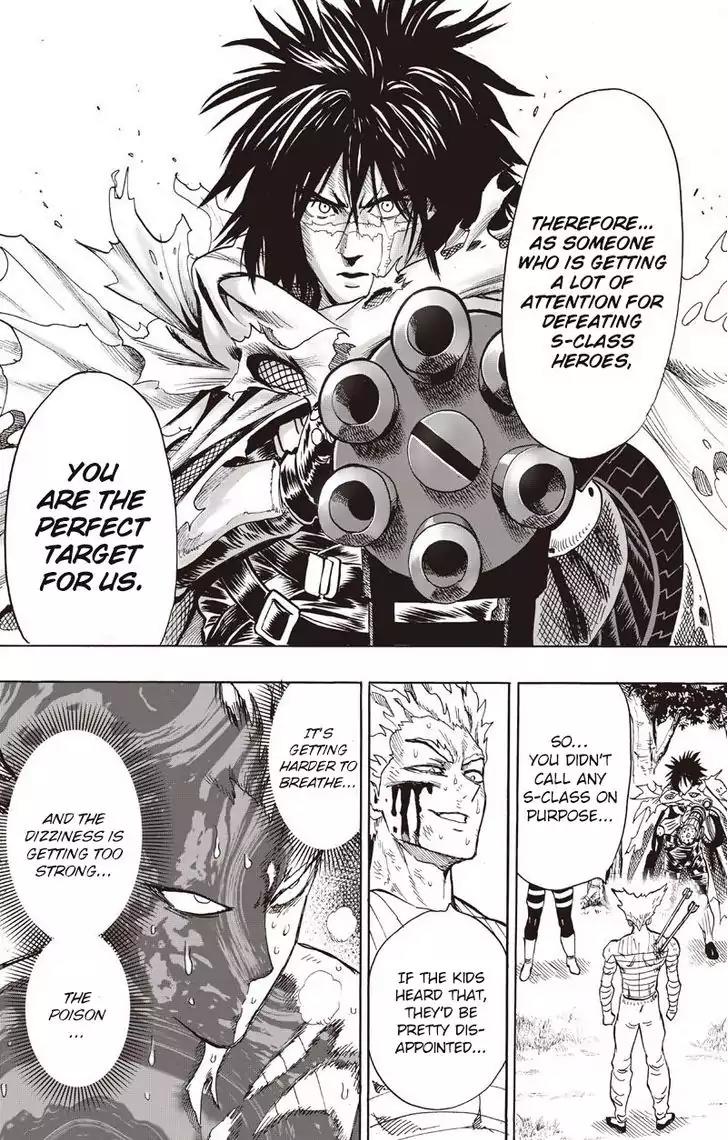 THEREFORE...
AS SOMEONE
WHO IS GETTING
A LOT OF
ATTENTION FOR
DEFEATING
S-CLASS
HEROES,
YOU
ARE THE
PERFECT
TARGET
FOR US.
SO...
YOU DIDN'T
CALL ANY
S-CLASS ON
PURPOSE...
IF THE KIDS
HEARD THAT,
THEY'D BE
PRETTY DIS-
APPOINTED...
IT'S
GETTING
HARDER TO
BREATHE...
AND THE
DIZZINESS IS
GETTING TOO
STRONG...
THE
POISON
...